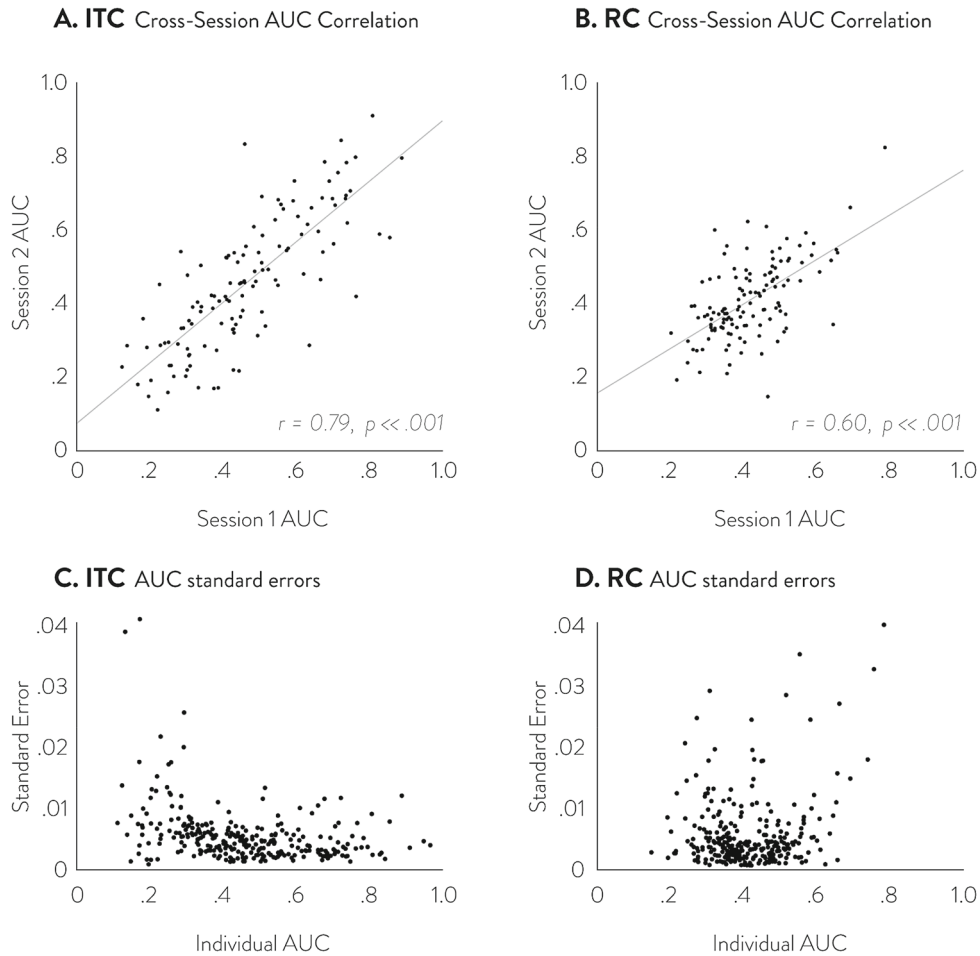 A. ITC Cross-Session AUC Correlation
1.0
.8
.6
.4
.2
0
Session 2 AUC
r = 0.79, p << .001
0 .2 .4 .6 .8 1.0
Session 1 AUC
B. RC Cross-Session AUC Correlation
1.0
.8
.6
.4
.2
0
Session 2 AUC
r = 0.60, p << .001
0 .2 .4 .6 .8 1.0
Session 1 AUC
C. ITC AUC standard errors
.04
.03
.02
.01
0
Standard Error
0 .2 .4 .6 .8 1.0
Individual AUC
D. RC AUC standard errors
.04
.03
.02
.01
0
Standard Error
0 .2 .4 .6 .8 1.0
Individual AUC